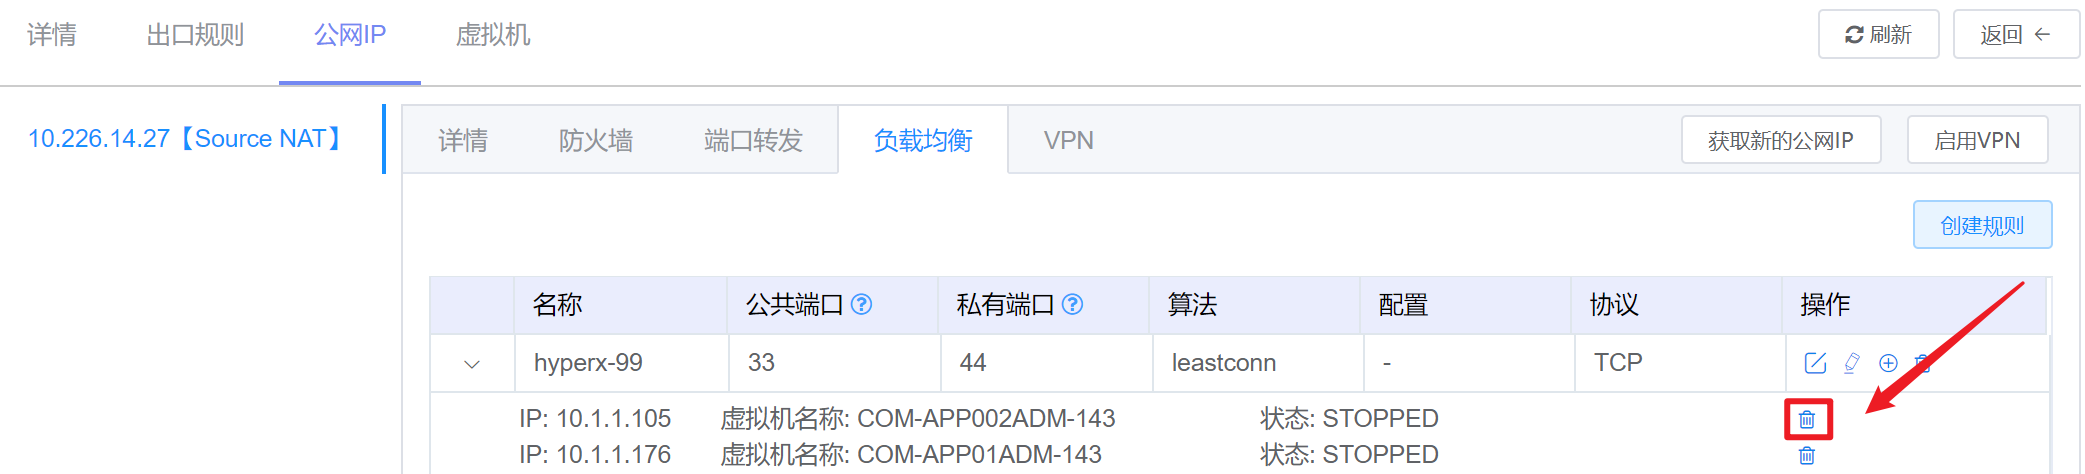 详情 出口规则 公网IP 虚拟机 刷新 返回
10.226.14.27【Source NAT】
详情 防火墙 端口转发 负载均衡 VPN 获取新的公网IP 启用VPN
创建规则
名称 公共端口 ? 私有端口 ? 算法 配置 协议 操作
hyperx-99 33 44 leastconn - TCP
IP: 10.1.1.105 虚拟机名称: COM-APP002ADM-143 状态: STOPPED
IP: 10.1.1.176 虚拟机名称: COM-APP01ADM-143 状态: STOPPED